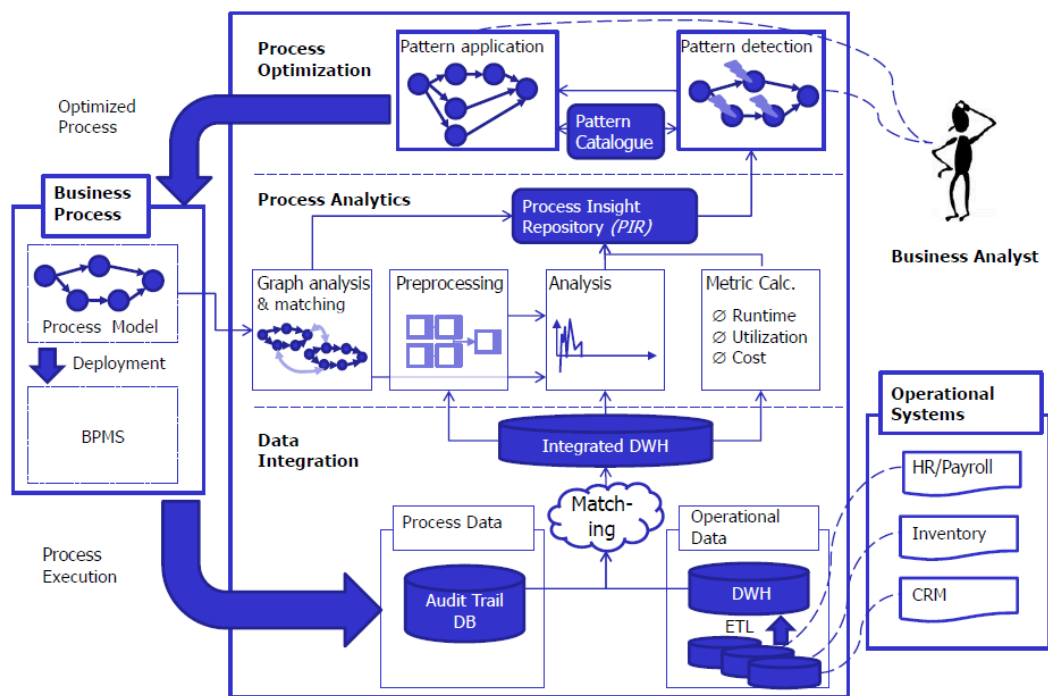 Process
Optimization
Pattern application
Pattern detection
Optimized
Process
Pattern
Catalogue
Business
Process
Process Analytics
Process Insight
Repository (PIR)
Business Analyst
Graph analysis
& matching
Preprocessing
Analysis
Metric Calc.
∅ Runtime
∅ Utilization
∅ Cost
Process Model
Deployment
BPMS
Operational
Systems
Data
Integration
Integrated DWH
HR/Payroll
Match-
ing
Process Data
Operational
Data
Inventory
Process
Execution
Audit Trail
DB
DWH
CRM
ETL